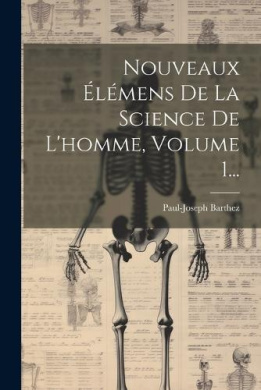 Nouveaux
Élémens De La
Science De
L'homme, Volume
1...
Paul-Joseph Barthez